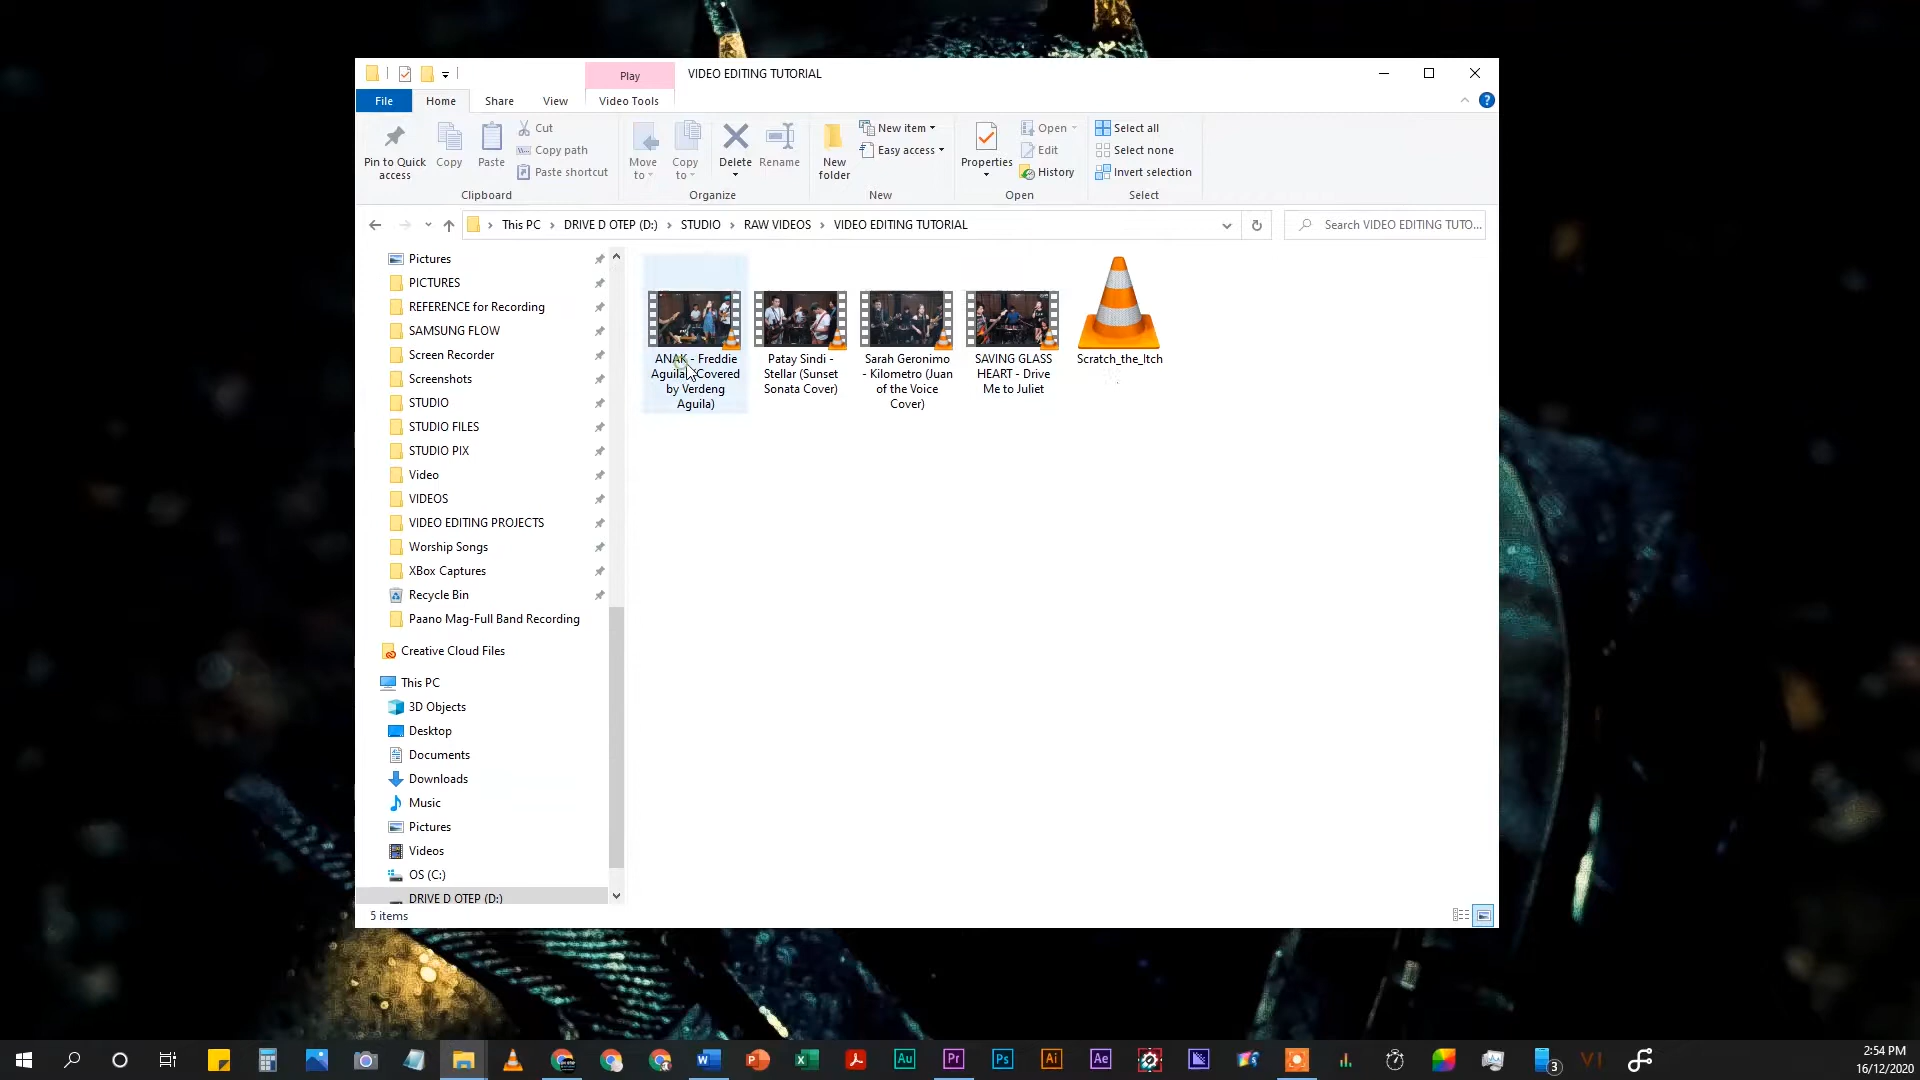 Play
VIDEO EDITING TUTORIAL
File
Home
Share
View
Video Tools
Pin to Quick
access
Copy
Paste
Cut
Copy path
Paste shortcut
Clipboard
Move
to
Copy
to
Delete
Rename
Organize
New
folder
New item
Easy access
New
Properties
Open
Edit
History
Open
Select all
Select none
Invert selection
Select
This PC
DRIVE D OTEP (D:)
STUDIO
RAW VIDEOS
VIDEO EDITING TUTORIAL
Search VIDEO EDITING TUTO...
Pictures
PICTURES
REFERENCE for Recording
SAMSUNG FLOW
Screen Recorder
Screenshots
STUDIO
STUDIO FILES
STUDIO PIX
Video
VIDEOS
VIDEO EDITING PROJECTS
Worship Songs
XBox Captures
Recycle Bin
Paano Mag-Full Band Recording
Creative Cloud Files
This PC
3D Objects
Desktop
Documents
Downloads
Music
Pictures
Videos
OS (C:)
DRIVE D OTEP (D:)
ANAK - Freddie
Aguila (Covered
by Verdeng
Aguila)
Patay Sindi -
Stellar (Sunset
Sonata Cover)
Sarah Geronimo
- Kilometro (Juan
of the Voice
Cover)
SAVING GLASS
HEART - Drive
Me to Juliet
Scratch_the_Itch
5 items
Au
Pr
Ps
Ai
Ae
3
2:54 PM
16/12/2020